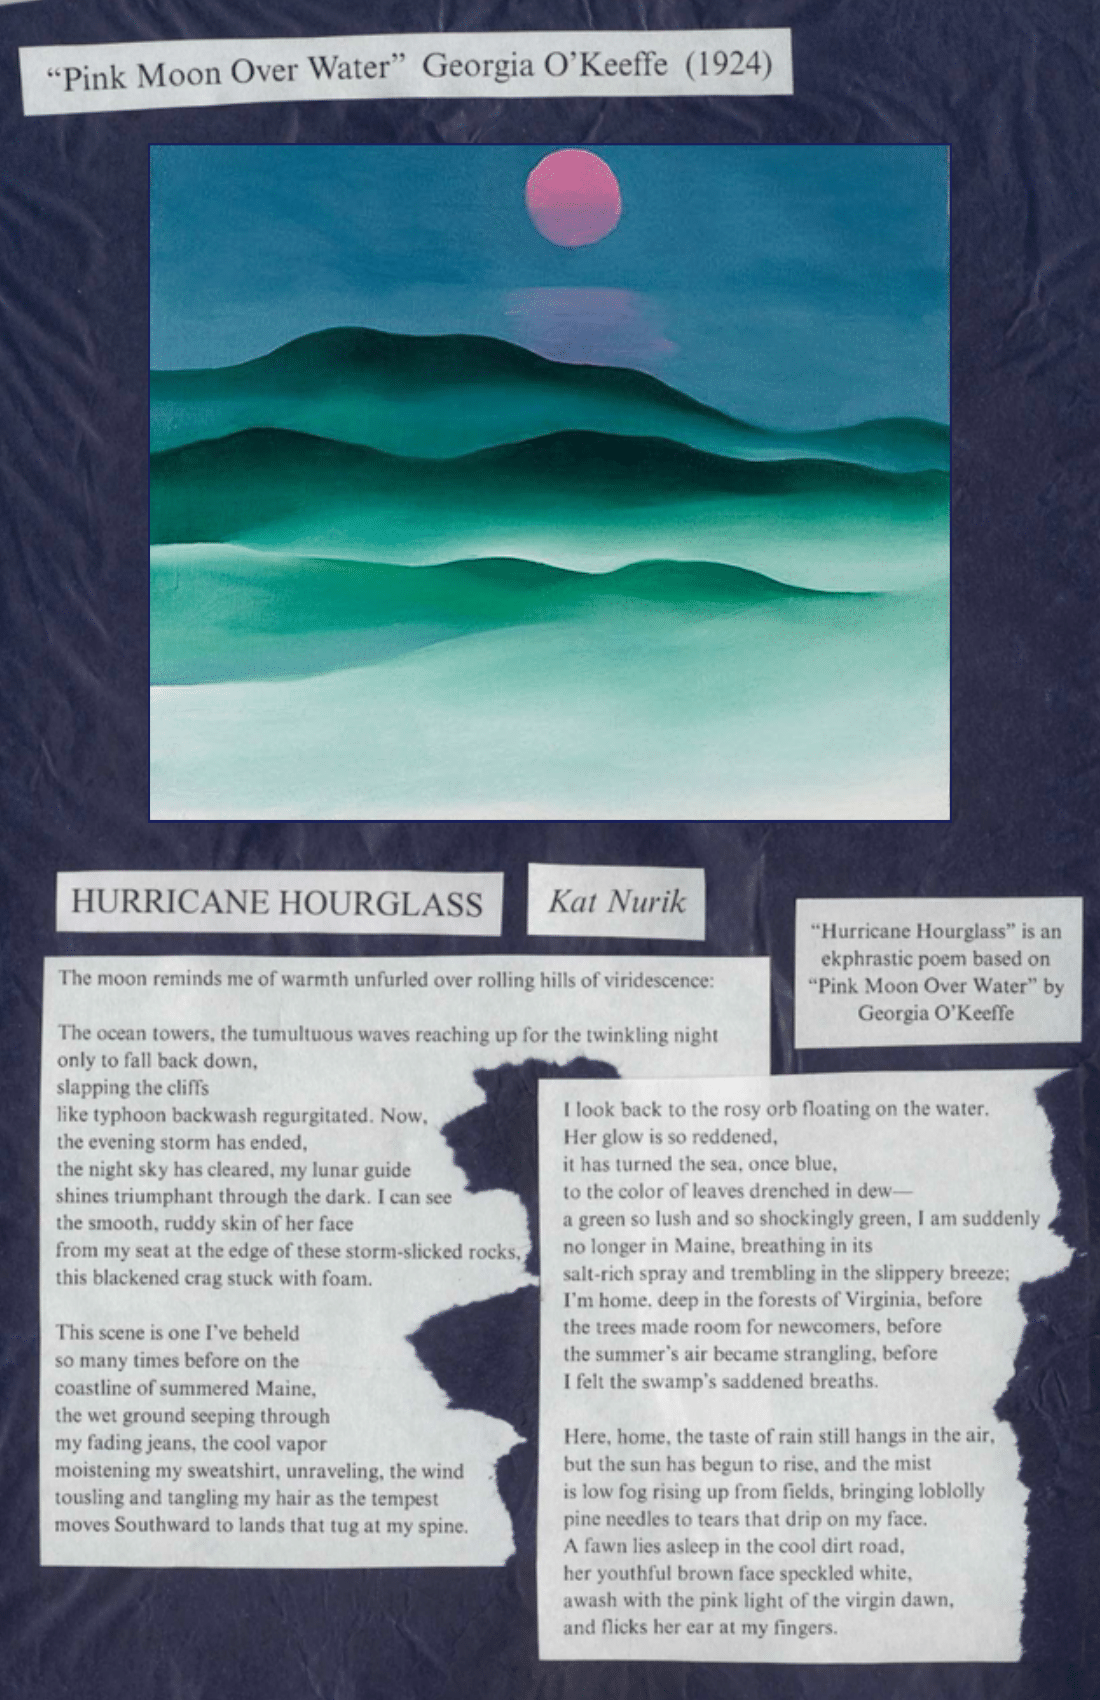 “Pink Moon Over Water” Georgia O’Keeffe (1924)
HURRICANE HOURGLASS
Kat Nurik
“Hurricane Hourglass” is an
ekphrastic poem based on
“Pink Moon Over Water” by
Georgia O’Keeffe
The moon reminds me of warmth unfurled over rolling hills of viridescence:
The ocean towers, the tumultuous waves reaching up for the twinkling night
only to fall back down,
slapping the cliffs
like typhoon backwash regurgitated. Now,
the evening storm has ended,
the night sky has cleared, my lunar guide
shines triumphant through the dark. I can see
the smooth, ruddy skin of her face
from my seat at the edge of these storm-slicked rocks,
this blackened crag stuck with foam.
This scene is one I’ve beheld
so many times before on the
coastline of summered Maine,
the wet ground seeping through
my fading jeans, the cool vapor
moistening my sweatshirt, unraveling, the wind
tousling and tangling my hair as the tempest
moves Southward to lands that tug at my spine.
I look back to the rosy orb floating on the water.
Her glow is so reddened,
it has turned the sea, once blue,
to the color of leaves drenched in dew—
a green so lush and so shockingly green, I am suddenly
no longer in Maine, breathing in its
salt-rich spray and trembling in the slippery breeze;
I’m home, deep in the forests of Virginia, before
the trees made room for newcomers, before
the summer’s air became strangling, before
I felt the swamp’s saddened breaths.
Here, home, the taste of rain still hangs in the air,
but the sun has begun to rise, and the mist
is low fog rising up from fields, bringing loblolly
pine needles to tears that drip on my face.
A fawn lies asleep in the cool dirt road,
her youthful brown face speckled white,
awash with the pink light of the virgin dawn,
and flicks her ear at my fingers.